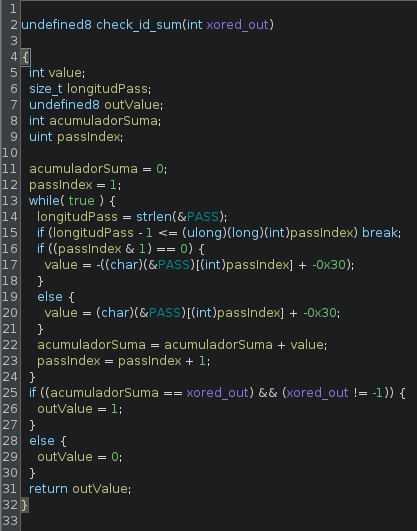 1
2 undefined8 check_id_sum(int xored_out)
3
4 {
5 int value;
6 size_t longitudPass;
7 undefined8 outValue;
8 int acumuladorSuma;
9 uint passIndex;
10
11 acumuladorSuma = 0;
12 passIndex = 1;
13 while( true ) {
14 longitudPass = strlen(&PASS);
15 if (longitudPass - 1 <= (ulong)(long)(int)passIndex) break;
16 if ((passIndex & 1) == 0) {
17 value = -((char)(&PASS)[(int)passIndex] + -0x30);
18 }
19 else {
20 value = (char)(&PASS)[(int)passIndex] + -0x30;
21 }
22 acumuladorSuma = acumuladorSuma + value;
23 passIndex = passIndex + 1;
24 }
25 if ((acumuladorSuma == xored_out) && (xored_out != -1)) {
26 outValue = 1;
27 }
28 else {
29 outValue = 0;
30 }
31 return outValue;
32 }
33